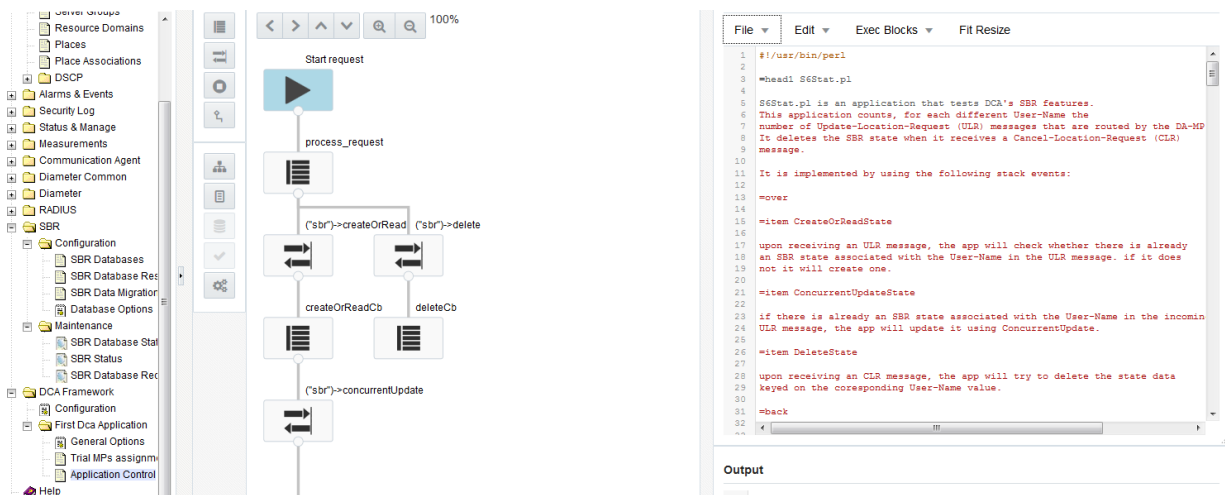 Server Groups
Resource Domains
Places
Place Associations
DSCP
Alarms & Events
Security Log
Status & Manage
Measurements
Communication Agent
Diameter Common
Diameter
RADIUS
SBR
Configuration
SBR Databases
SBR Database Res
SBR Data Migration
Database Options
Maintenance
SBR Database Stat
SBR Status
SBR Database Rec
DCA Framework
Configuration
First Dca Application
General Options
Trial MPs assignm
Application Control
Help
100%
Start request
process_request
("sbr")->createOrRead ("sbr")->delete
createOrReadCb deleteCb
("sbr")->concurrentUpdate
File Edit Exec Blocks Fit Resize
1 #!/usr/bin/perl
2
3 =head1 S6Stat.pl
4
5 S6Stat.pl is an application that tests DCA's SBR features.
6 This application counts, for each different User-Name the
7 number of Update-Location-Request (ULR) messages that are routed by the DA-MP
8 It deletes the SBR state when it receives a Cancel-Location-Request (CLR)
9 message.
10
11 It is implemented by using the following stack events:
12
13 =over
14
15 =item CreateOrReadState
16
17 upon receiving an ULR message, the app will check whether there is already
18 an SBR state associated with the User-Name in the ULR message. if it does
19 not it will create one.
20
21 =item ConcurrentUpdateState
22
23 if there is already an SBR state associated with the User-Name in the incomin
24 ULR message, the app will update it using ConcurrentUpdate.
25
26 =item DeleteState
27
28 upon receiving an CLR message, the app will try to delete the state data
29 keyed on the coresponding User-Name value.
30
31 =back
32
Output